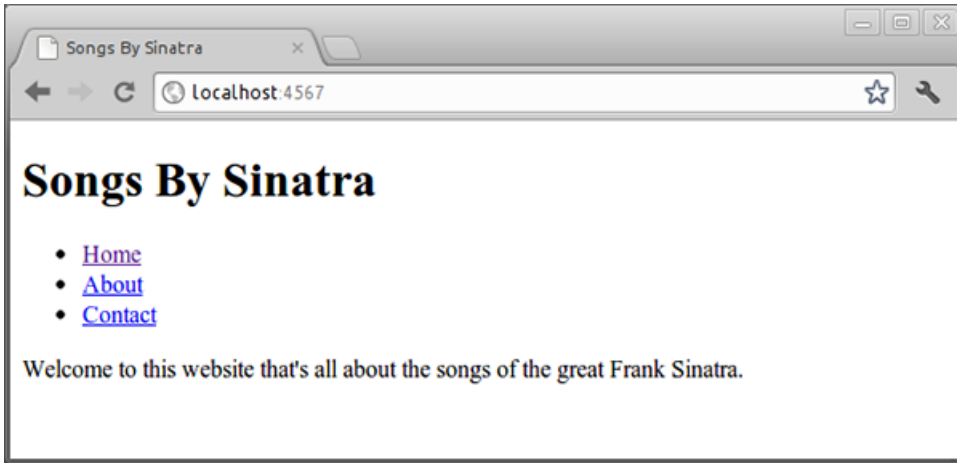 Songs By Sinatra
localhost:4567
Songs By Sinatra
Home
About
Contact
Welcome to this website that's all about the songs of the great Frank Sinatra.